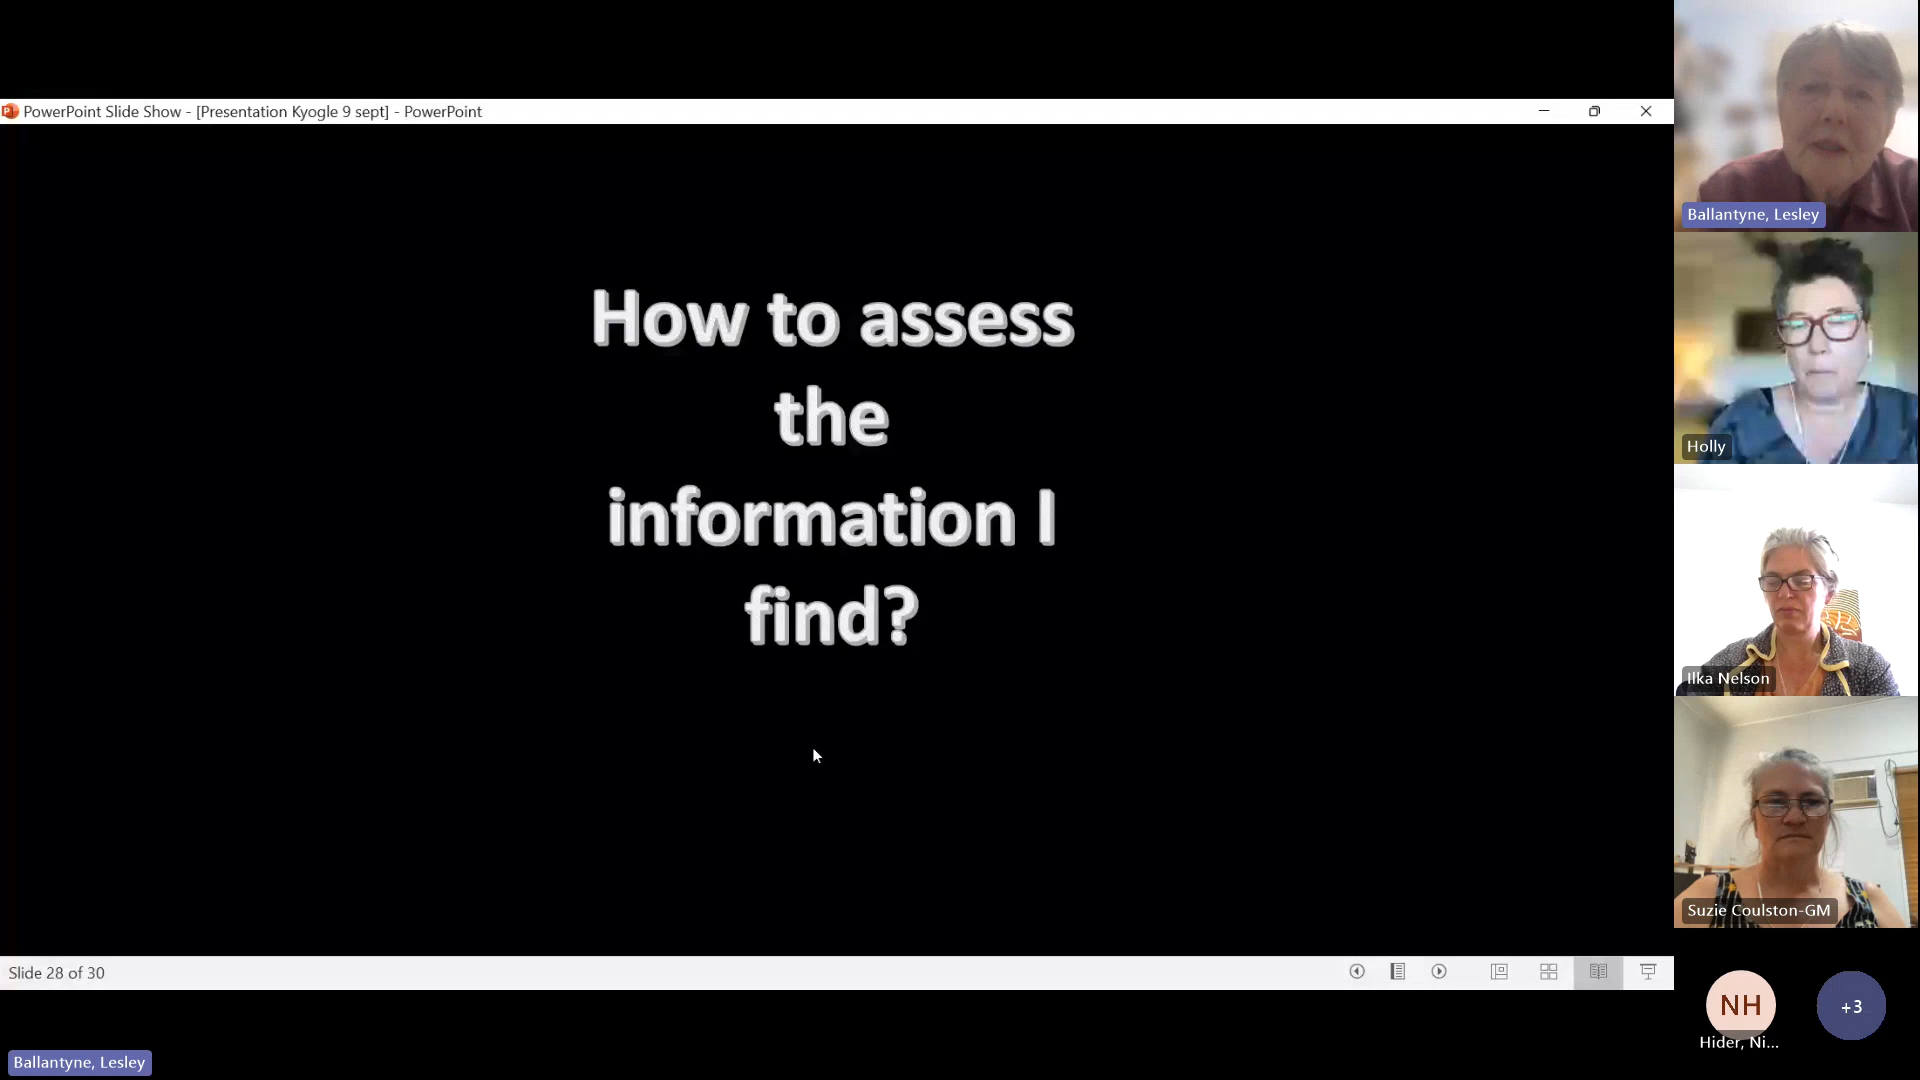 PowerPoint Slide Show - [Presentation Kyogle 9 sept] - PowerPoint
How to assess
the
information I
find?
Slide 28 of 30
Ballantyne, Lesley
Ballantyne, Lesley
Holly
Ilka Nelson
Suzie Coulston-GM
NH
Hider, Ni...
+3